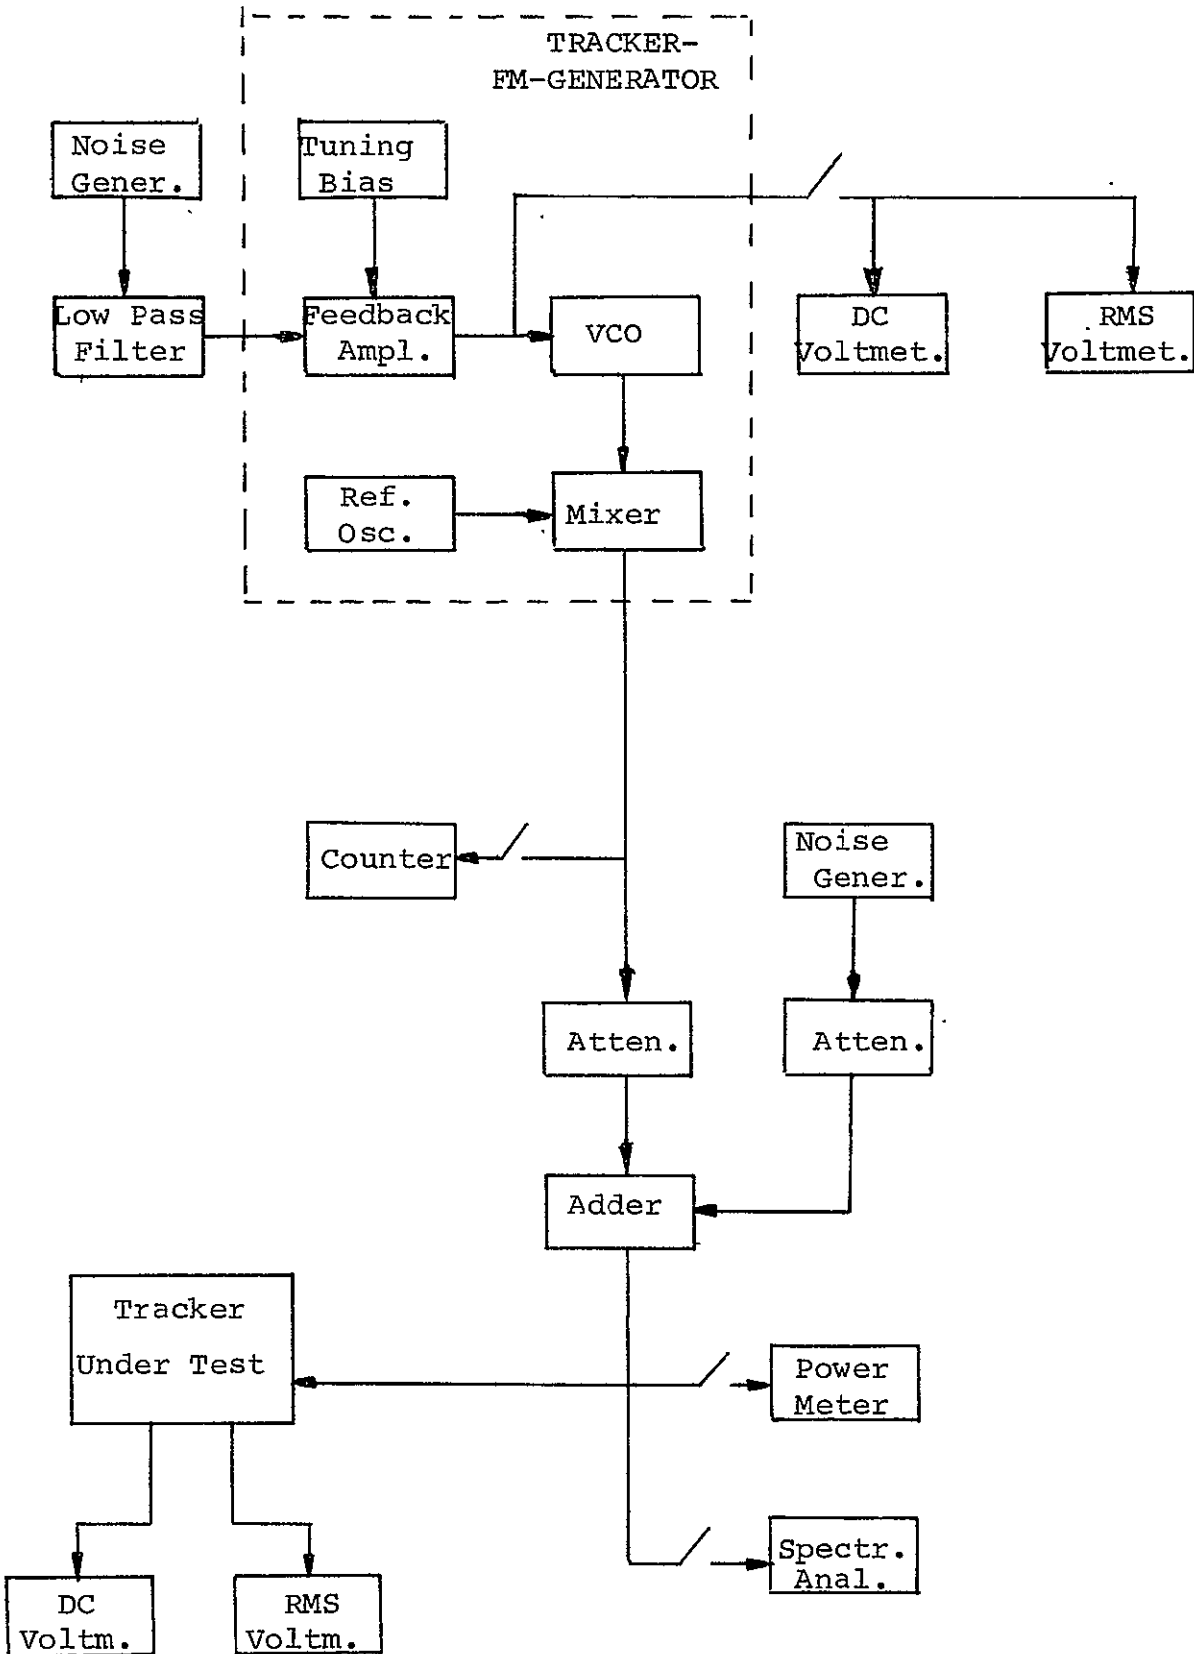 TRACKER-
FM-GENERATOR
Noise
Gener.
Tuning
Bias
Low Pass
Filter
Feedback
Ampl.
VCO
DC
Voltmet.
RMS
Voltmet.
Ref.
Osc.
Mixer
Counter
Noise
Gener.
Atten.
Atten.
Adder
Tracker
Under Test
Power
Meter
Spectr.
Anal.
DC
Voltm.
RMS
Voltm.